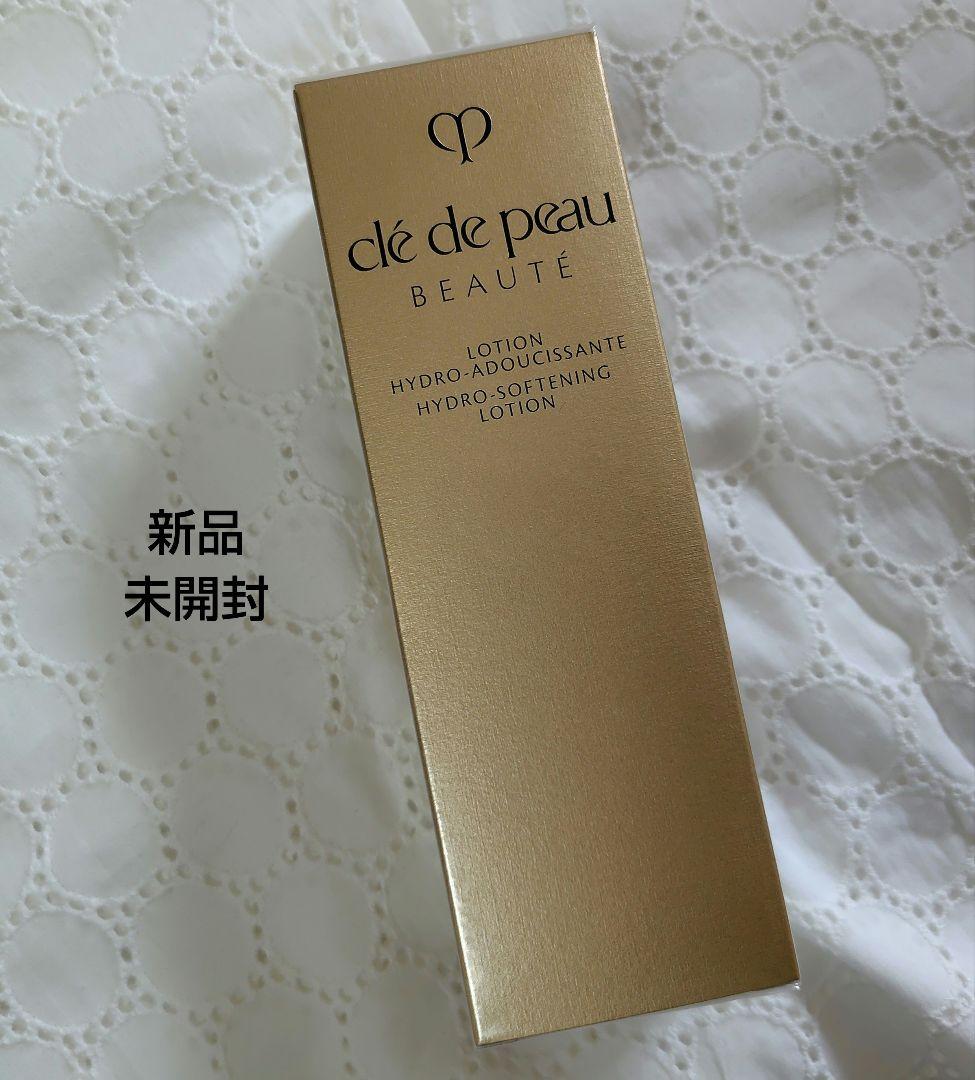 clé de peau
BEAUTÉ
LOTION
HYDRO-ADOUCISSANTE
HYDRO-SOFTENING
LOTION
新品
未開封